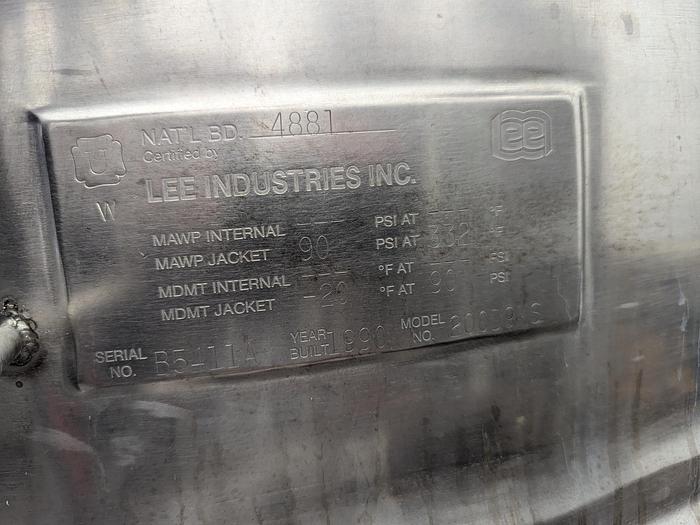 NAT'L BD. 4881
Certified by
LEE INDUSTRIES INC.
U
W
MAWP INTERNAL --- PSI AT --- °F
MAWP JACKET 90 PSI AT 332 °F
MDMT INTERNAL --- °F AT --- PSI
MDMT JACKET -20 °F AT 90 PSI
SERIAL NO. B5411A YEAR BUILT 1990 MODEL NO.